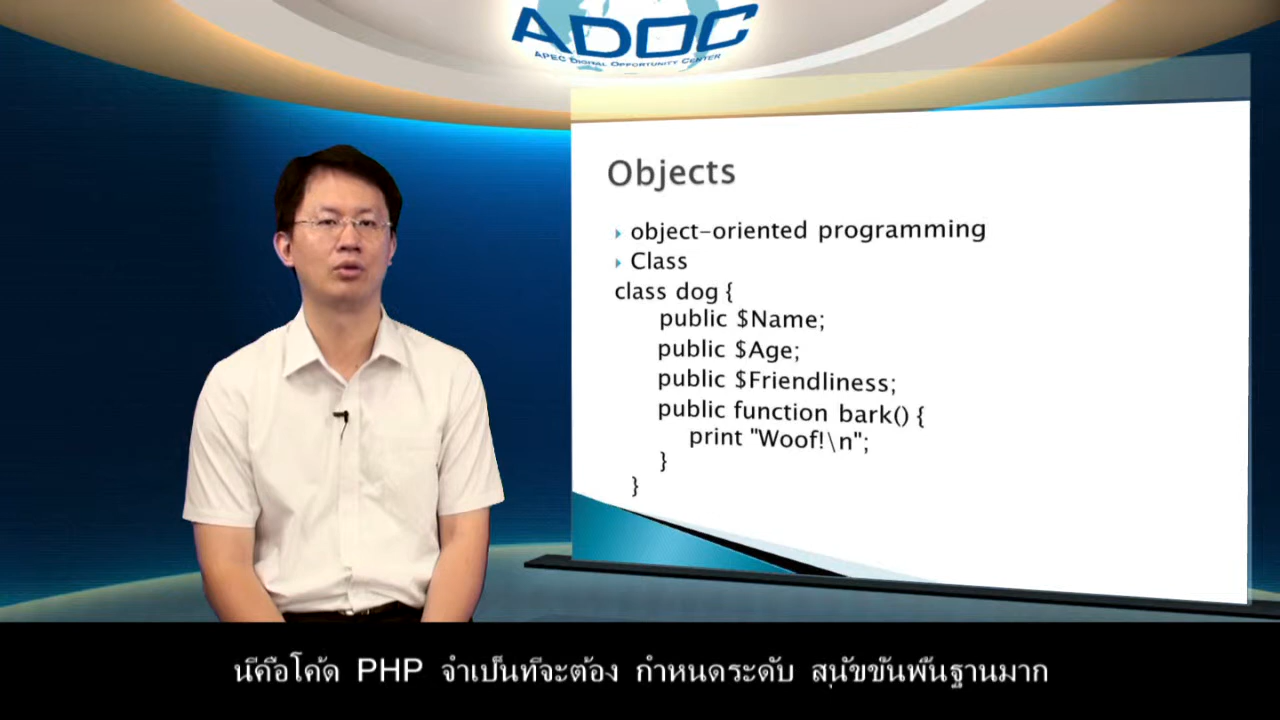 ADOC
APEC DIGITAL OPPORTUNITY CENTER
Objects
object-oriented programming
Class
class dog {
public $Name;
public $Age;
public $Friendliness;
public function bark() {
print "Woof!\n";
}
}
นีคือโค้ด PHP จำเป็นทีจะต้อง กำหนดระดับ สุนัขขันพืนฐานมาก